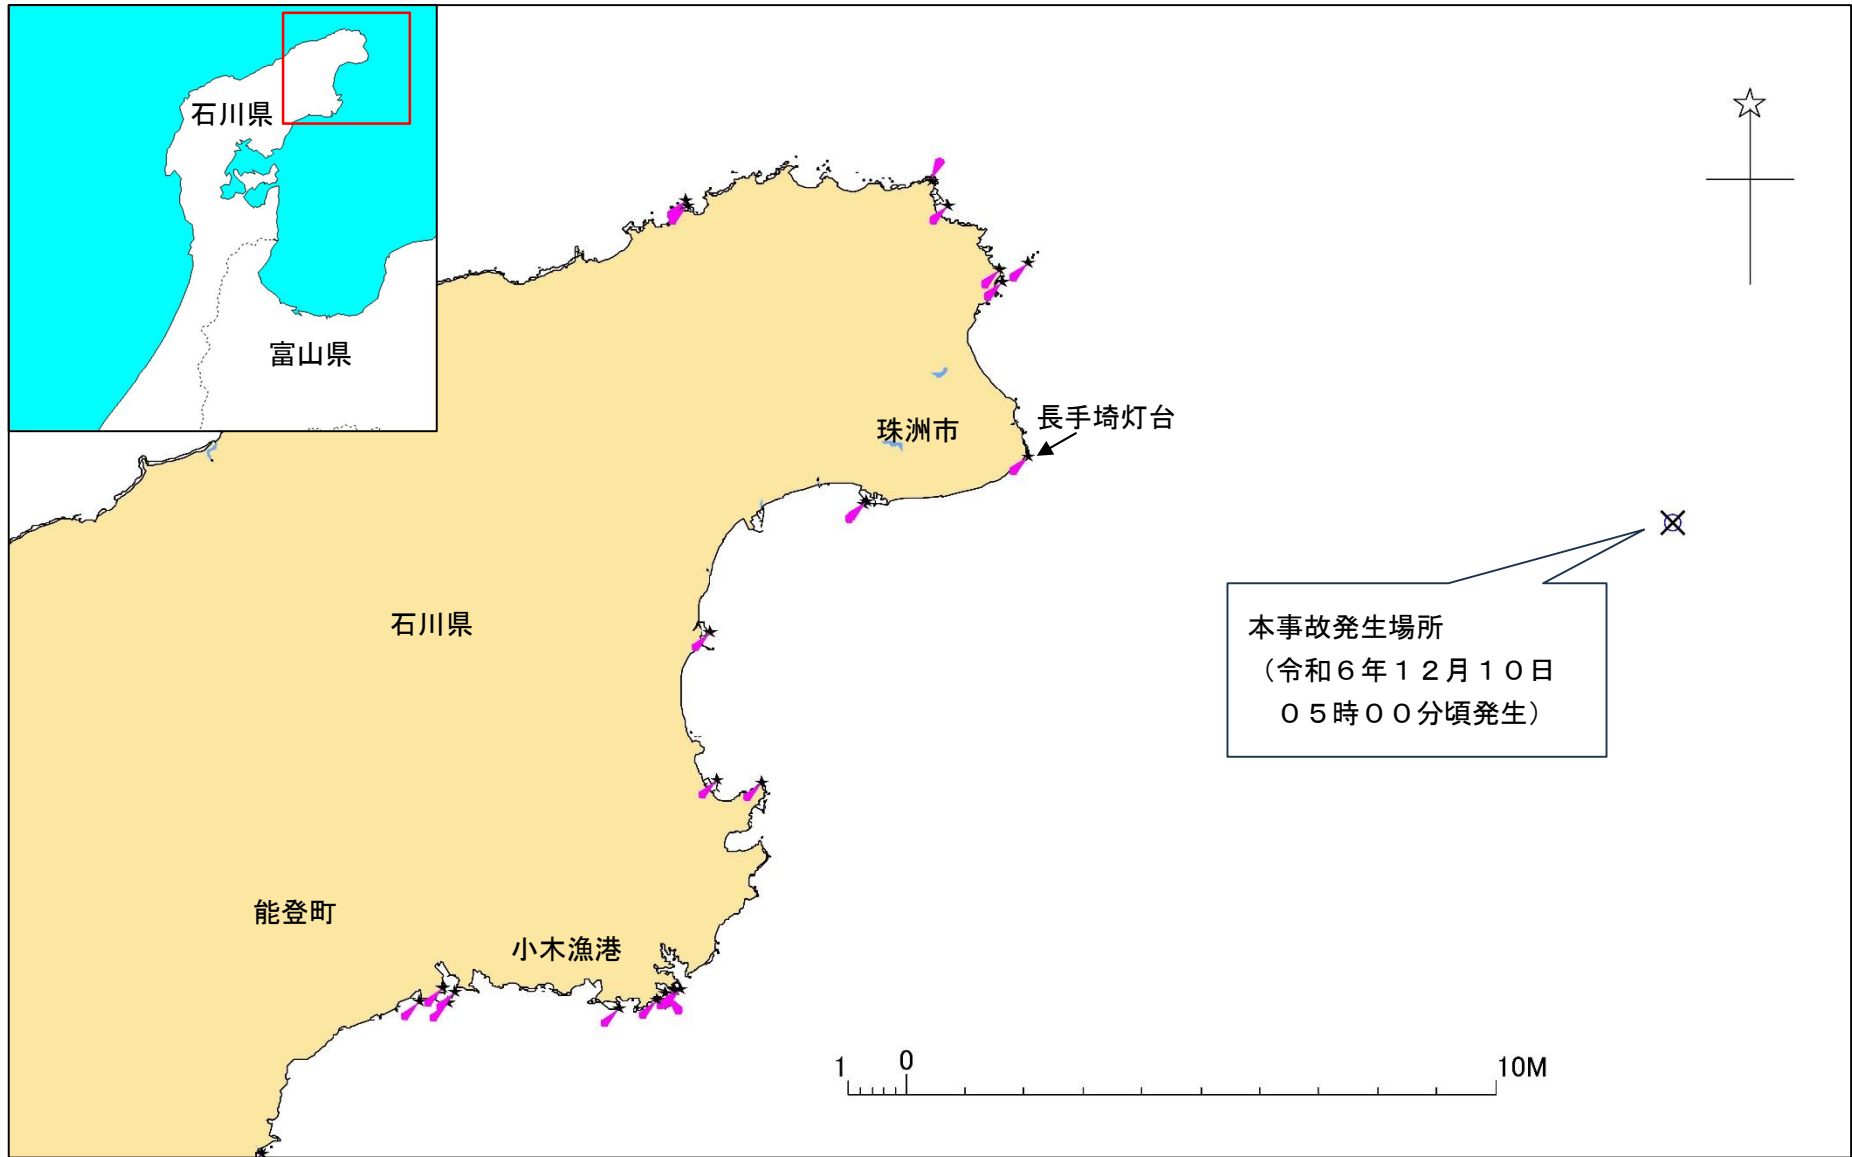 石川県
富山県
珠洲市
長手埼灯台
石川県
本事故発生場所
（令和６年１２月１０日
０５時００分頃発生）
能登町
小木漁港
1 0 10M